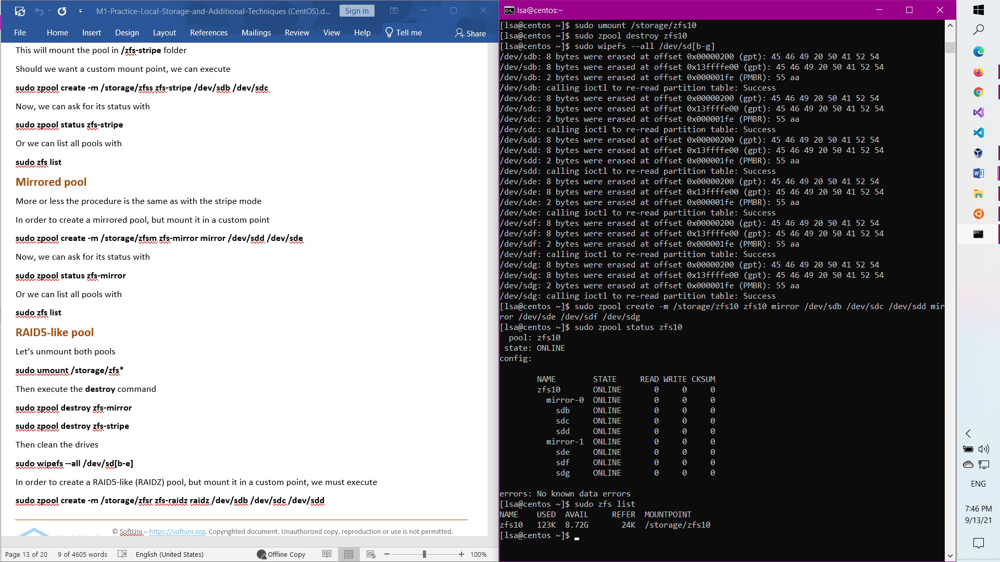 M1-Practice-Local-Storage-and-Additional-Techniques (CentOS).d...
Sign in
File Home Insert Design Layout References Mailings Review View Help Tell me Share
This will mount the pool in /zfs-stripe folder
Should we want a custom mount point, we can execute
sudo zpool create -m /storage/zfss zfs-stripe /dev/sdb /dev/sdc
Now, we can ask for its status with
sudo zpool status zfs-stripe
Or we can list all pools with
sudo zfs list
Mirrored pool
More or less the procedure is the same as with the stripe mode
In order to create a mirrored pool, but mount it in a custom point
sudo zpool create -m /storage/zfsm zfs-mirror mirror /dev/sdd /dev/sde
Now, we can ask for its status with
sudo zpool status zfs-mirror
Or we can list all pools with
sudo zfs list
RAID5-like pool
Let’s unmount both pools
sudo umount /storage/zfs*
Then execute the destroy command
sudo zpool destroy zfs-mirror
sudo zpool destroy zfs-stripe
Then clean the drives
sudo wipefs --all /dev/sd[b-e]
In order to create a RAID5-like (RAIDZ) pool, but mount it in a custom point, we must execute
sudo zpool create -m /storage/zfsr zfs-raidz raidz /dev/sdb /dev/sdc /dev/sdd
© SoftUni – https://softuni.org. Copyrighted document. Unauthorized copy, reproduction or use is not permitted.
Page 13 of 20 9 of 4605 words English (United States) Offline Copy 100%
lsa@centos:~
[lsa@centos ~]$ sudo umount /storage/zfs10
[lsa@centos ~]$ sudo zpool destroy zfs10
[lsa@centos ~]$ sudo wipefs --all /dev/sd[b-g]
/dev/sdb: 8 bytes were erased at offset 0x00000200 (gpt): 45 46 49 20 50 41 52 54
/dev/sdb: 8 bytes were erased at offset 0x13ffffe00 (gpt): 45 46 49 20 50 41 52 54
/dev/sdb: 2 bytes were erased at offset 0x000001fe (PMBR): 55 aa
/dev/sdb: calling ioctl to re-read partition table: Success
/dev/sdc: 8 bytes were erased at offset 0x00000200 (gpt): 45 46 49 20 50 41 52 54
/dev/sdc: 8 bytes were erased at offset 0x13ffffe00 (gpt): 45 46 49 20 50 41 52 54
/dev/sdc: 2 bytes were erased at offset 0x000001fe (PMBR): 55 aa
/dev/sdc: calling ioctl to re-read partition table: Success
/dev/sdd: 8 bytes were erased at offset 0x00000200 (gpt): 45 46 49 20 50 41 52 54
/dev/sdd: 8 bytes were erased at offset 0x13ffffe00 (gpt): 45 46 49 20 50 41 52 54
/dev/sdd: 2 bytes were erased at offset 0x000001fe (PMBR): 55 aa
/dev/sdd: calling ioctl to re-read partition table: Success
/dev/sde: 8 bytes were erased at offset 0x00000200 (gpt): 45 46 49 20 50 41 52 54
/dev/sde: 8 bytes were erased at offset 0x13ffffe00 (gpt): 45 46 49 20 50 41 52 54
/dev/sde: 2 bytes were erased at offset 0x000001fe (PMBR): 55 aa
/dev/sde: calling ioctl to re-read partition table: Success
/dev/sdf: 8 bytes were erased at offset 0x00000200 (gpt): 45 46 49 20 50 41 52 54
/dev/sdf: 8 bytes were erased at offset 0x13ffffe00 (gpt): 45 46 49 20 50 41 52 54
/dev/sdf: 2 bytes were erased at offset 0x000001fe (PMBR): 55 aa
/dev/sdf: calling ioctl to re-read partition table: Success
/dev/sdg: 8 bytes were erased at offset 0x00000200 (gpt): 45 46 49 20 50 41 52 54
/dev/sdg: 8 bytes were erased at offset 0x13ffffe00 (gpt): 45 46 49 20 50 41 52 54
/dev/sdg: 2 bytes were erased at offset 0x000001fe (PMBR): 55 aa
/dev/sdg: calling ioctl to re-read partition table: Success
[lsa@centos ~]$ sudo zpool create -m /storage/zfs10 zfs10 mirror /dev/sdb /dev/sdc /dev/sdd mir
ror /dev/sde /dev/sdf /dev/sdg
[lsa@centos ~]$ sudo zpool status zfs10
pool: zfs10
state: ONLINE
config:
NAME STATE READ WRITE CKSUM
zfs10 ONLINE 0 0 0
mirror-0 ONLINE 0 0 0
sdb ONLINE 0 0 0
sdc ONLINE 0 0 0
sdd ONLINE 0 0 0
mirror-1 ONLINE 0 0 0
sde ONLINE 0 0 0
sdf ONLINE 0 0 0
sdg ONLINE 0 0 0
errors: No known data errors
[lsa@centos ~]$ sudo zfs list
NAME USED AVAIL REFER MOUNTPOINT
zfs10 123K 8.72G 24K /storage/zfs10
[lsa@centos ~]$
ENG
7:46 PM
9/13/21